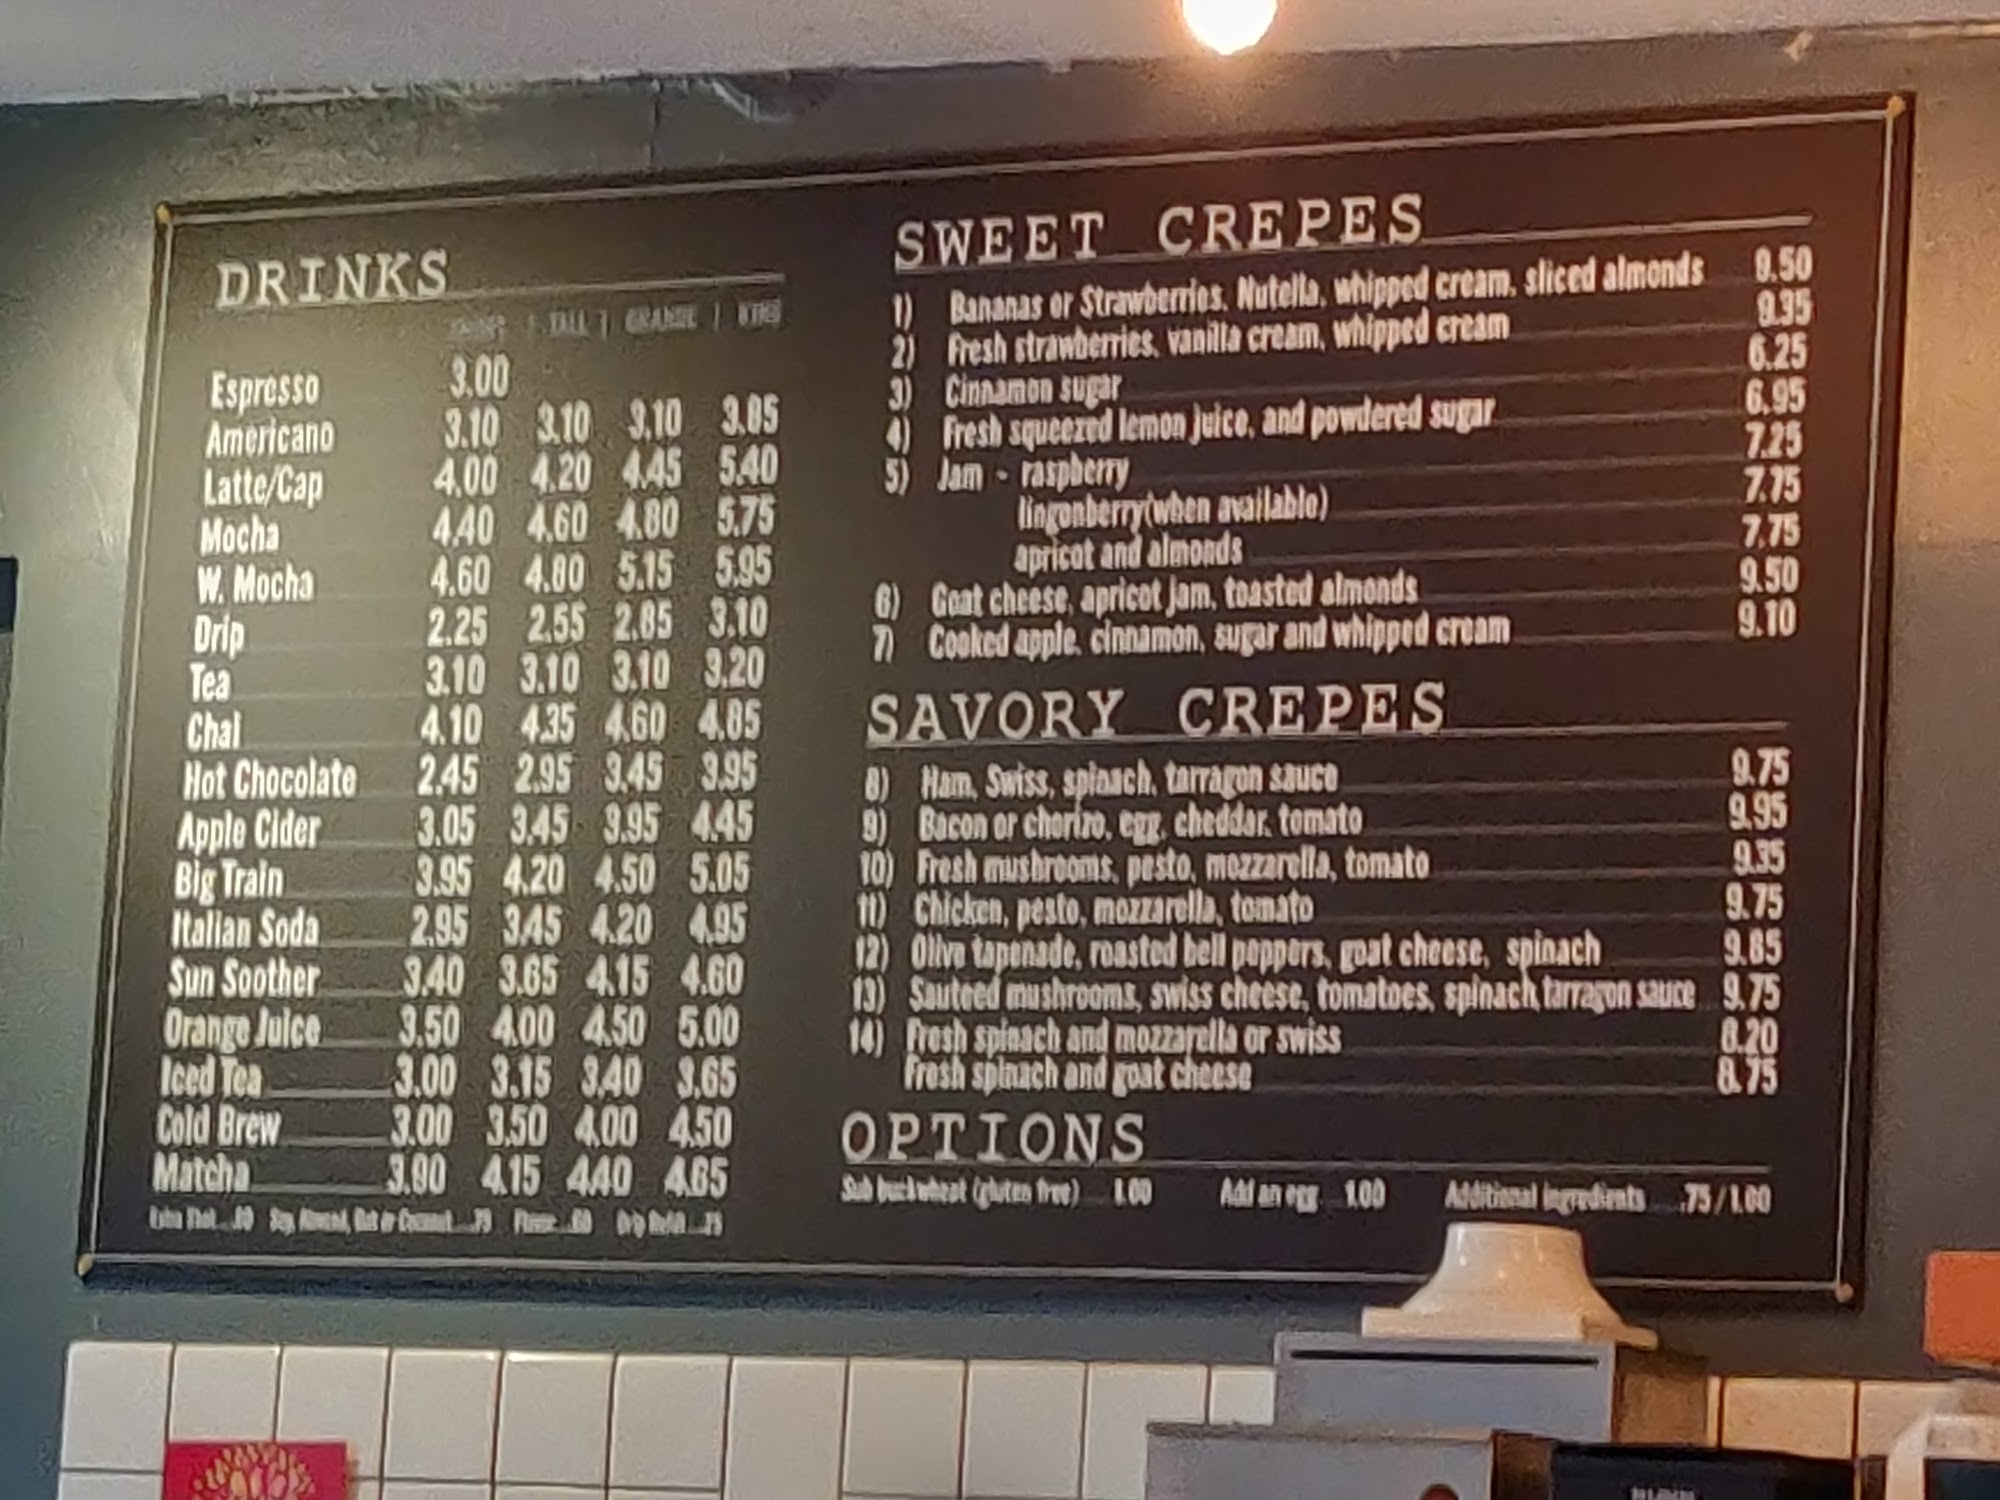 DRINKS
TALL | GRANDE | KING
Espresso 3.00
Americano 3.10 3.10 3.10 3.85
Latte/Cap 4.00 4.20 4.45 5.40
Mocha 4.40 4.60 4.80 5.75
W. Mocha 4.60 4.80 5.15 5.95
Drip 2.25 2.55 2.85 3.10
Tea 3.10 3.10 3.10 3.20
Chai 4.10 4.35 4.60 4.85
Hot Chocolate 2.45 2.95 3.45 3.95
Apple Cider 3.05 3.45 3.95 4.45
Big Train 3.95 4.20 4.50 5.05
Italian Soda 2.95 3.45 4.20 4.95
Sun Soother 3.40 3.65 4.15 4.60
Orange Juice 3.50 4.00 4.50 5.00
Iced Tea 3.00 3.15 3.40 3.65
Cold Brew 3.00 3.50 4.00 4.50
Matcha 3.90 4.15 4.40 4.65
SWEET CREPES
1) Bananas or Strawberries, Nutella, whipped cream, sliced almonds 9.50
2) Fresh strawberries, vanilla cream, whipped cream 9.35
3) Cinnamon sugar 6.25
4) Fresh squeezed lemon juice, and powdered sugar 6.95
5) Jam - raspberry 7.25
lingonberry(when available) 7.75
apricot and almonds 7.75
6) Goat cheese, apricot jam, toasted almonds 9.50
7) Cooked apple, cinnamon, sugar and whipped cream 9.10
SAVORY CREPES
8) Ham, Swiss, spinach, tarragon sauce 9.75
9) Bacon or chorizo, egg, cheddar, tomato 9.95
10) Fresh mushrooms, pesto, mozzarella, tomato 9.35
11) Chicken, pesto, mozzarella, tomato 9.75
12) Olive tapenade, roasted bell peppers, goat cheese, spinach 9.85
13) Sauteed mushrooms, swiss cheese, tomatoes, spinach, tarragon sauce 9.75
14) Fresh spinach and mozzarella or swiss 8.20
Fresh spinach and goat cheese 8.75
OPTIONS
Sub buckwheat (gluten free) 1.00 Add an egg 1.00 Additional ingredients .75/1.00